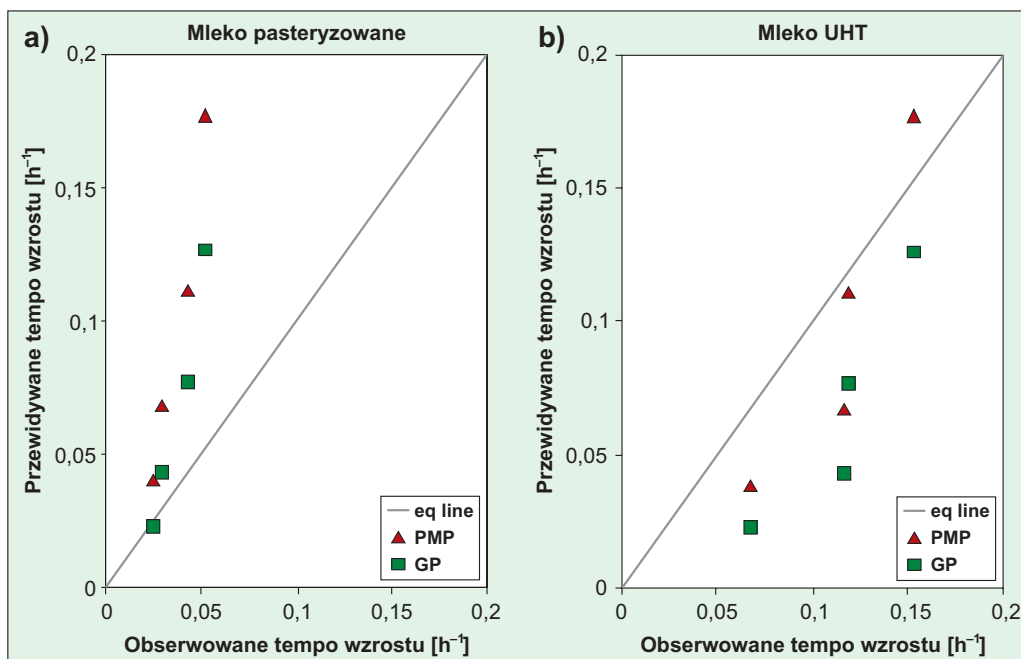 a)
Mleko pasteryzowane
0,2
0,15
0,1
0,05
0
Przewidywane tempo wzrostu [h⁻¹]
0
0,05
0,1
0,15
0,2
Obserwowane tempo wzrostu [h⁻¹]
eq line
PMP
GP
b)
Mleko UHT
0,2
0,15
0,1
0,05
0
Przewidywane tempo wzrostu [h⁻¹]
0
0,05
0,1
0,15
0,2
Obserwowane tempo wzrostu [h⁻¹]
eq line
PMP
GP